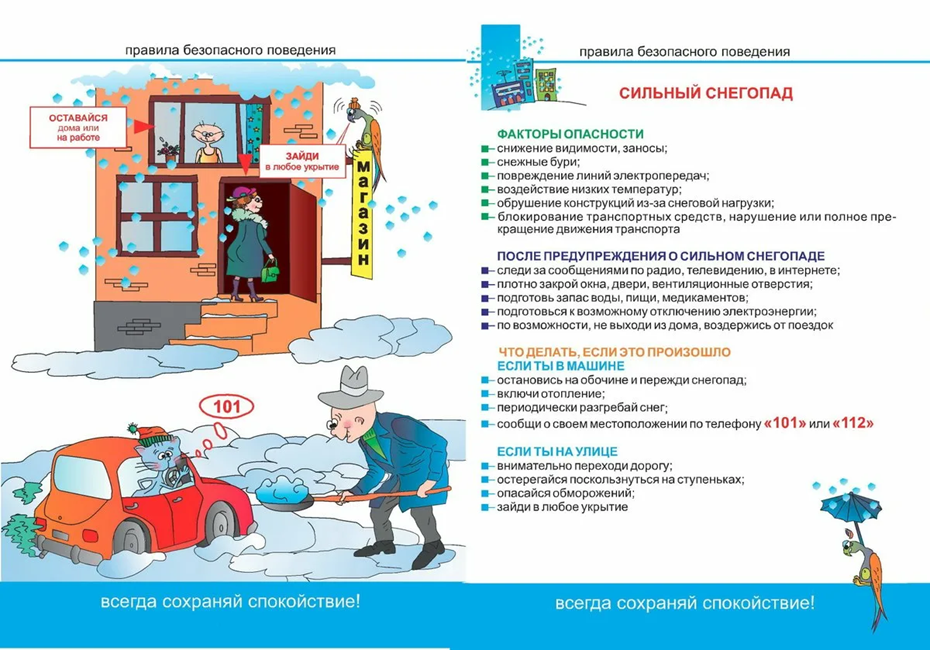 правила безопасного поведения
ОСТАВАЙСЯ
дома или
на работе
ЗАЙДИ
в любое укрытие
магазин
101
всегда сохраняй спокойствие!
правила безопасного поведения
СИЛЬНЫЙ СНЕГОПАД
ФАКТОРЫ ОПАСНОСТИ
снижение видимости, заносы;
снежные бури;
повреждение линий электропередач;
воздействие низких температур;
обрушение конструкций из-за снеговой нагрузки;
блокирование транспортных средств, нарушение или полное пре-
кращение движения транспорта
ПОСЛЕ ПРЕДУПРЕЖДЕНИЯ О СИЛЬНОМ СНЕГОПАДЕ
следи за сообщениями по радио, телевидению, в интернете;
плотно закрой окна, двери, вентиляционные отверстия;
подготовь запас воды, пищи, медикаментов;
подготовься к возможному отключению электроэнергии;
по возможности, не выходи из дома, воздержись от поездок
ЧТО ДЕЛАТЬ, ЕСЛИ ЭТО ПРОИЗОШЛО
ЕСЛИ ТЫ В МАШИНЕ
остановись на обочине и пережди снегопад;
включи отопление;
периодически разгребай снег;
сообщи о своем местоположении по телефону «101» или «112»
ЕСЛИ ТЫ НА УЛИЦЕ
внимательно переходи дорогу;
остерегайся поскользнуться на ступеньках;
опасайся обморожений;
зайди в любое укрытие
всегда сохраняй спокойствие!